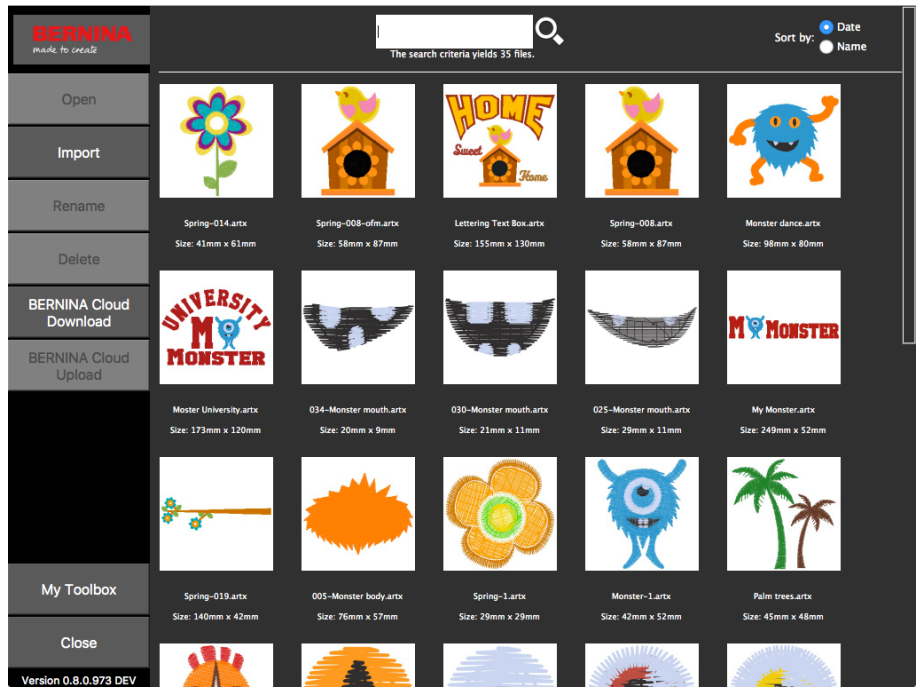 BERNINA
made to create
Open
Import
Rename
Delete
BERNINA Cloud
Download
BERNINA Cloud
Upload
My Toolbox
Close
Version 0.8.0.973 DEV
The search criteria yields 35 files.
Sort by:
Date
Name
HOME
Sweet
Home
Spring-014.artx
Spring-008-ofm.artx
Lettering Text Box.artx
Spring-008.artx
Monster dance.artx
Size: 41mm x 61mm
Size: 58mm x 87mm
Size: 155mm x 130mm
Size: 58mm x 87mm
Size: 98mm x 80mm
UNIVERSITY
M
MONSTER
M MONSTER
Moster University.artx
034-Monster mouth.artx
030-Monster mouth.artx
025-Monster mouth.artx
My Monster.artx
Size: 173mm x 120mm
Size: 20mm x 9mm
Size: 21mm x 11mm
Size: 29mm x 11mm
Size: 249mm x 52mm
Spring-019.artx
005-Monster body.artx
Spring-1.artx
Monster-1.artx
Palm trees.artx
Size: 140mm x 42mm
Size: 76mm x 57mm
Size: 29mm x 29mm
Size: 42mm x 52mm
Size: 45mm x 48mm